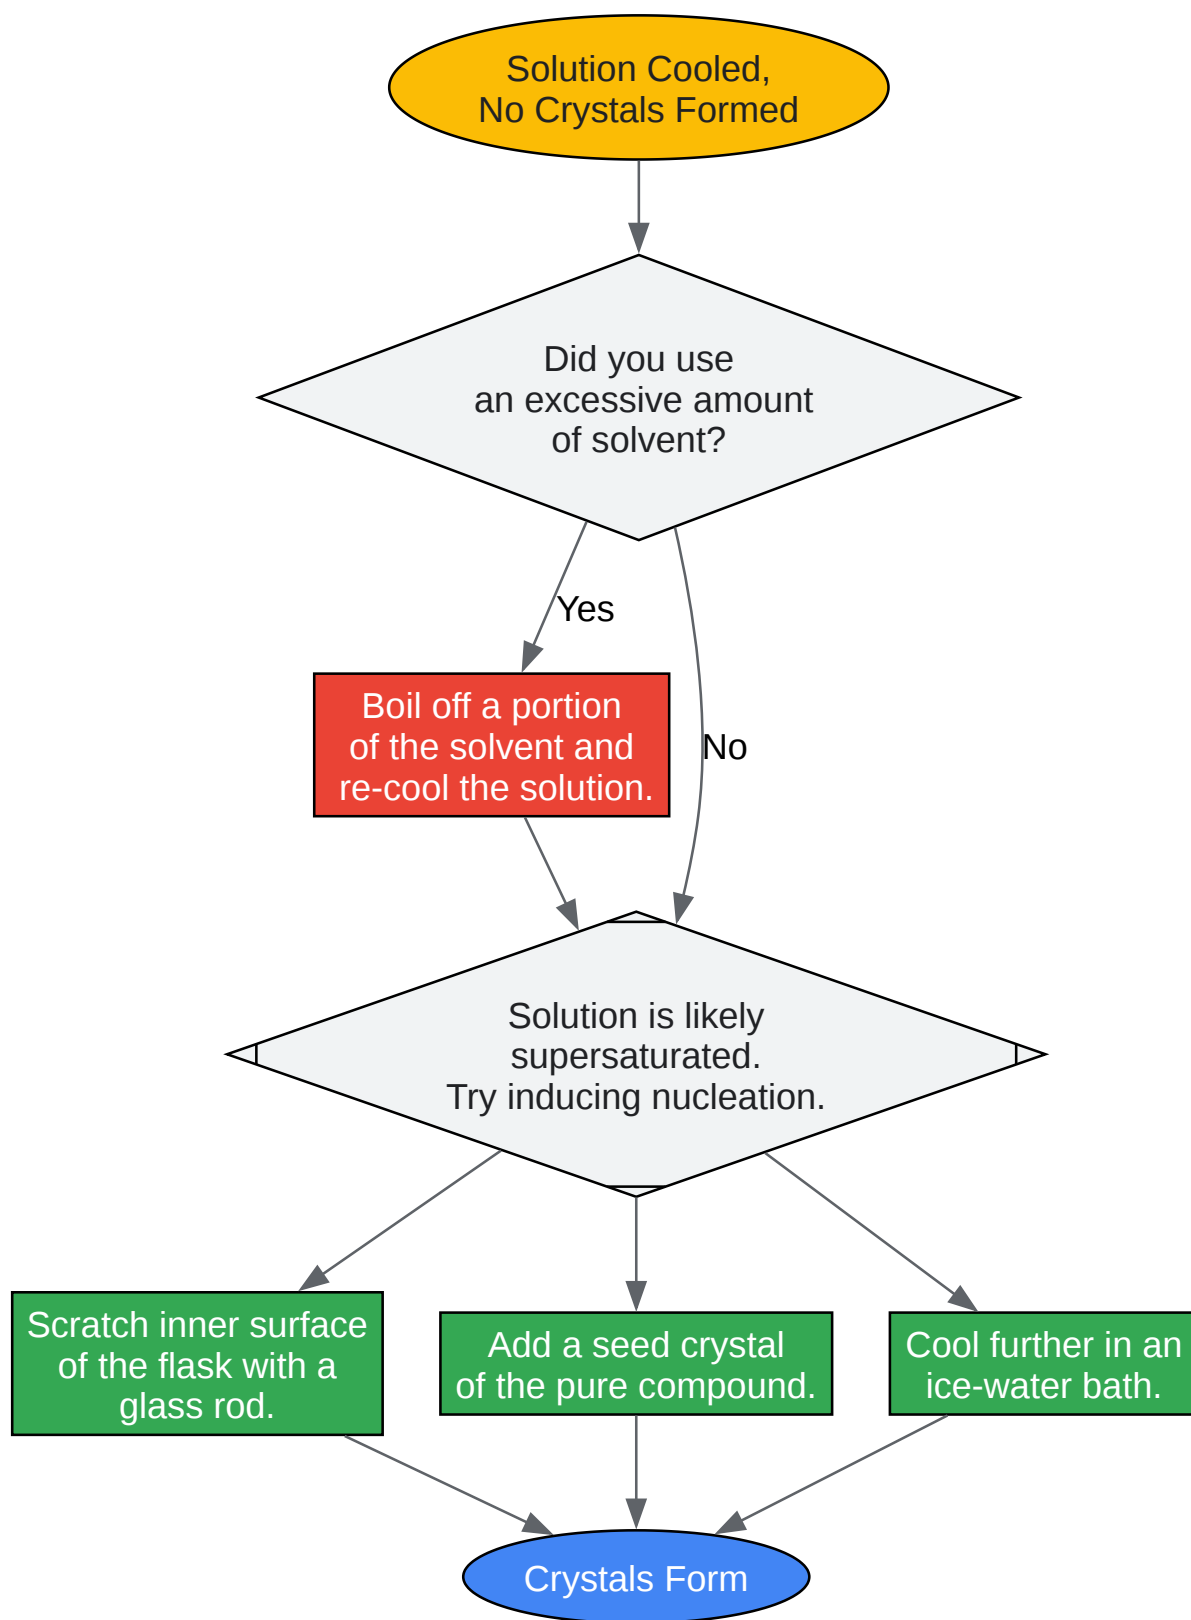 Solution Cooled,
No Crystals Formed
Did you use
an excessive amount
of solvent?
Yes
Boil off a portion
of the solvent and
re-cool the solution.
No
Solution is likely
supersaturated.
Try inducing nucleation.
Scratch inner surface
of the flask with a
glass rod.
Add a seed crystal
of the pure compound.
Cool further in an
ice-water bath.
Crystals Form